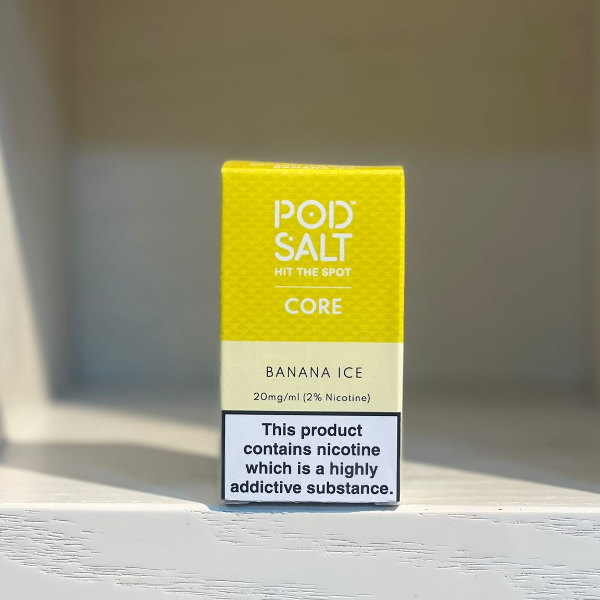 POD™
SALT
HIT THE SPOT
CORE
BANANA ICE
20mg/ml (2% Nicotine)
This product
contains nicotine
which is a highly
addictive substance.